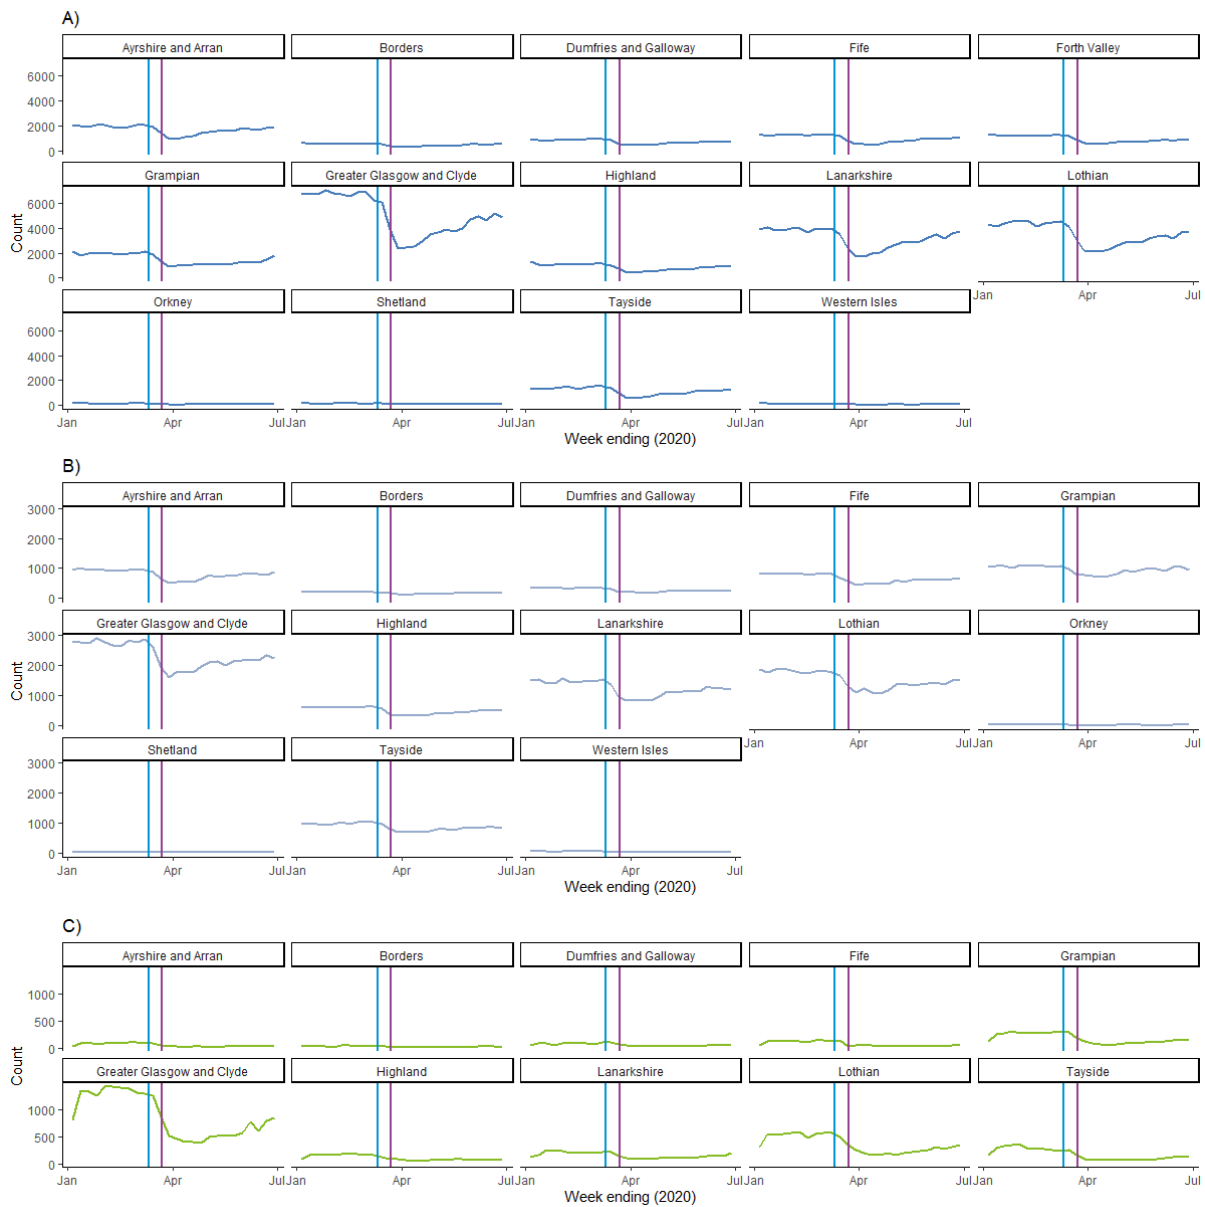 A)
Ayrshire and Arran Borders Dumfries and Galloway Fife Forth Valley
6000
4000
2000
0
Grampian Greater Glasgow and Clyde Highland Lanarkshire Lothian
6000
4000
2000
0
Count
Jan Apr Jul
Orkney Shetland Tayside Western Isles
6000
4000
2000
0
Jan Apr Jul Jan Apr Jul Jan Apr Jul Jan Apr Jul
Week ending (2020)
B)
Ayrshire and Arran Borders Dumfries and Galloway Fife Grampian
3000
2000
1000
0
Greater Glasgow and Clyde Highland Lanarkshire Lothian Orkney
3000
2000
1000
0
Count
Jan Apr Jul Jan Apr Jul
Shetland Tayside Western Isles
3000
2000
1000
0
Jan Apr Jul Jan Apr Jul Jan Apr Jul
Week ending (2020)
C)
Ayrshire and Arran Borders Dumfries and Galloway Fife Grampian
1000
500
0
Count
Greater Glasgow and Clyde Highland Lanarkshire Lothian Tayside
1000
500
0
Jan Apr Jul Jan Apr Jul Jan Apr Jul Jan Apr Jul Jan Apr Jul
Week ending (2020)